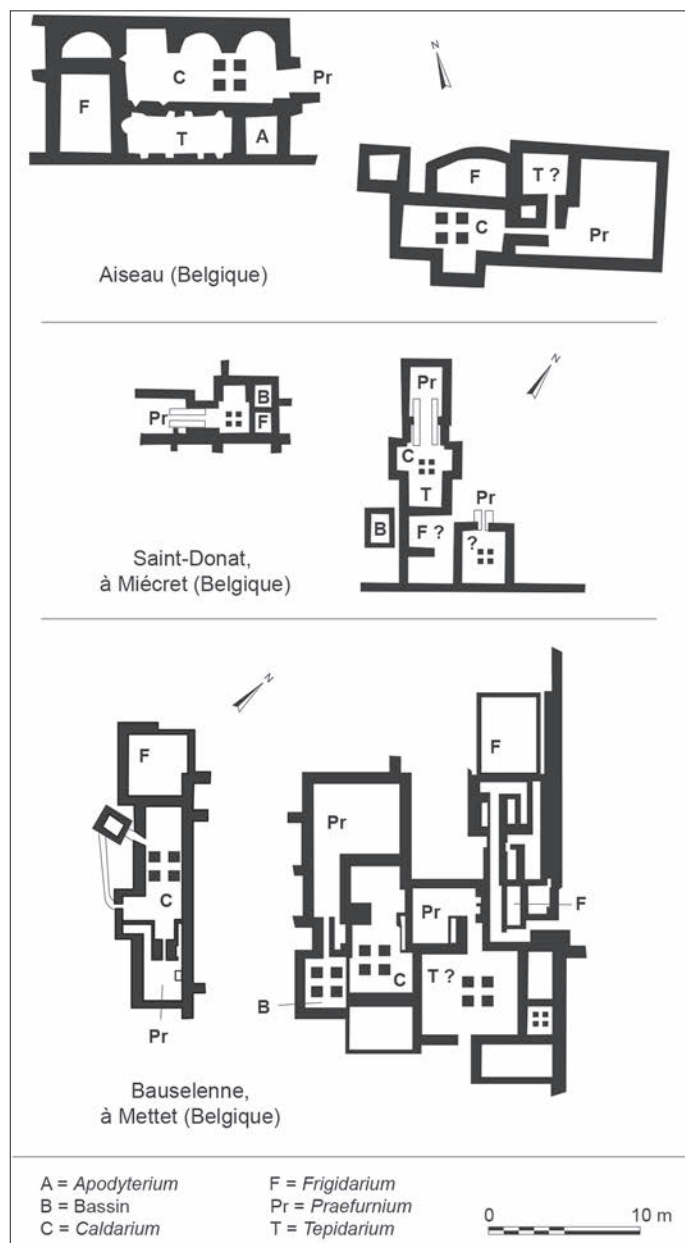 N
C
Pr
F
T
A
F
T ?
C
Pr
Aiseau (Belgique)
N
Pr
B
F
Pr
C
T
Pr
B
F ?
?
Saint-Donat,
à Miécret (Belgique)
N
F
C
Pr
F
Pr
Pr
F
C
T ?
B
Bauselenne,
à Mettet (Belgique)
A = Apodyterium
B = Bassin
C = Caldarium
F = Frigidarium
Pr = Praefurnium
T = Tepidarium
0 10 m